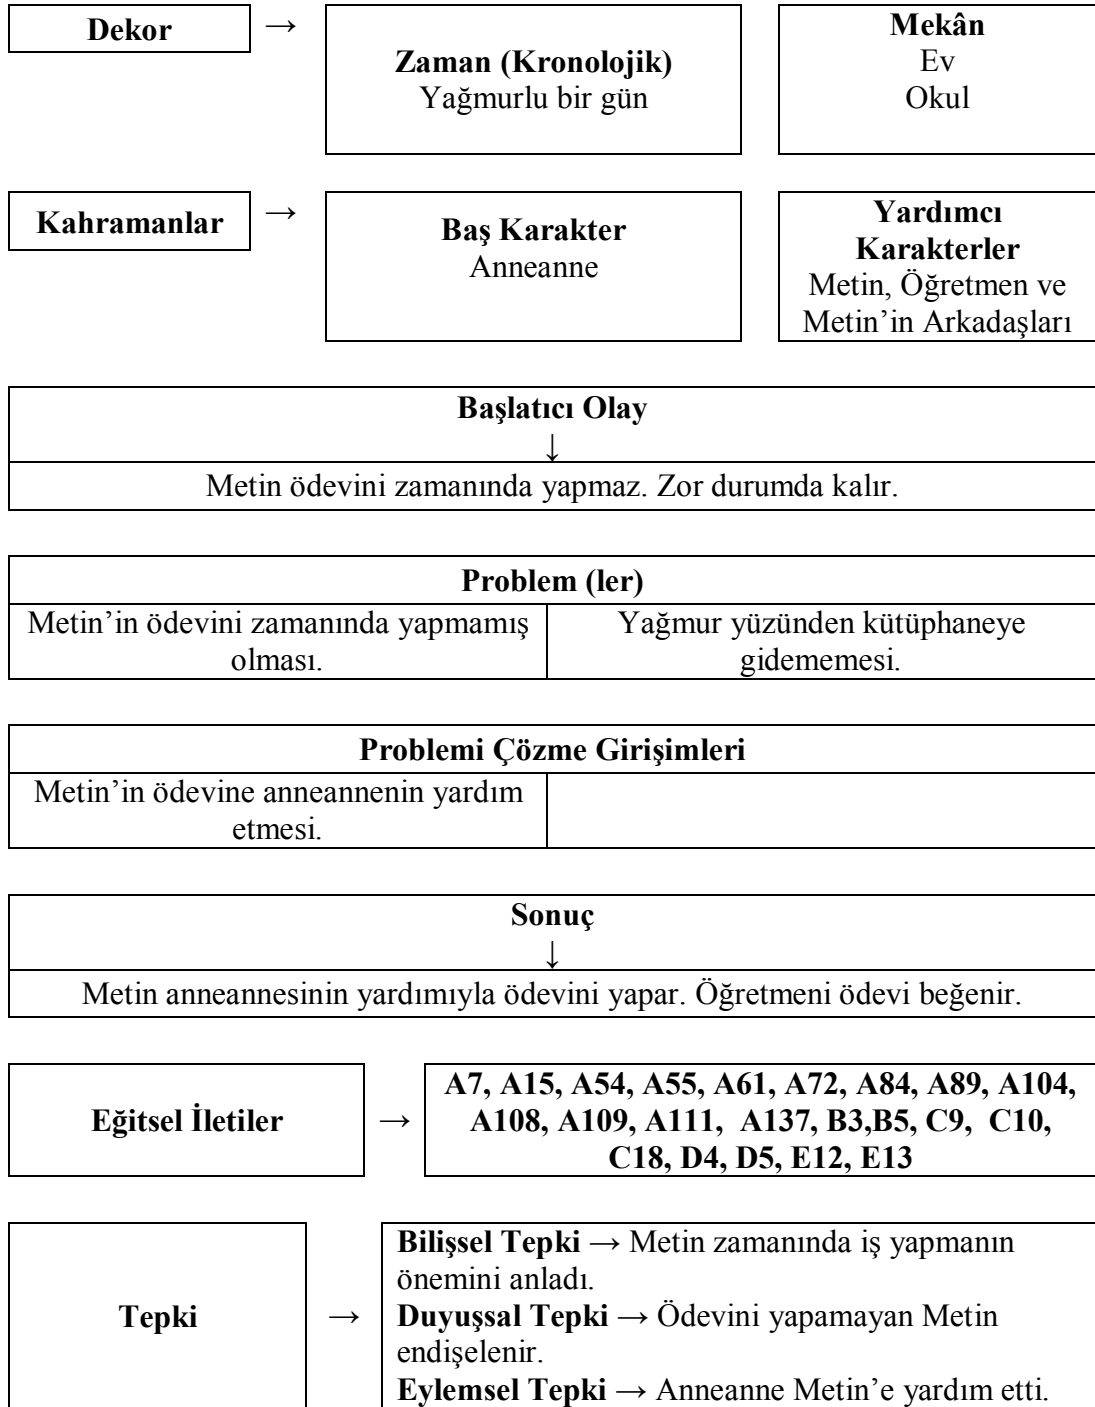 Dekor
→
Zaman (Kronolojik)
Yağmurlu bir gün
Mekân
Ev
Okul
Kahramanlar
→
Baş Karakter
Anneanne
Yardımcı
Karakterler
Metin, Öğretmen ve
Metin’in Arkadaşları
Başlatıcı Olay
↓
Metin ödevini zamanında yapmaz. Zor durumda kalır.
Problem (ler)
Metin’in ödevini zamanında yapmamış
olması.
Yağmur yüzünden kütüphaneye
gidememesi.
Problemi Çözme Girişimleri
Metin’in ödevine anneannenin yardım
etmesi.
Sonuç
↓
Metin anneannesinin yardımıyla ödevini yapar. Öğretmeni ödevi beğenir.
Eğitsel İletiler
→
A7, A15, A54, A55, A61, A72, A84, A89, A104,
A108, A109, A111, A137, B3,B5, C9, C10,
C18, D4, D5, E12, E13
Tepki
→
Bilişsel Tepki → Metin zamanında iş yapmanın
önemini anladı.
Duyuşsal Tepki → Ödevini yapamayan Metin
endişelenir.
Eylemsel Tepki → Anneanne Metin’e yardım etti.